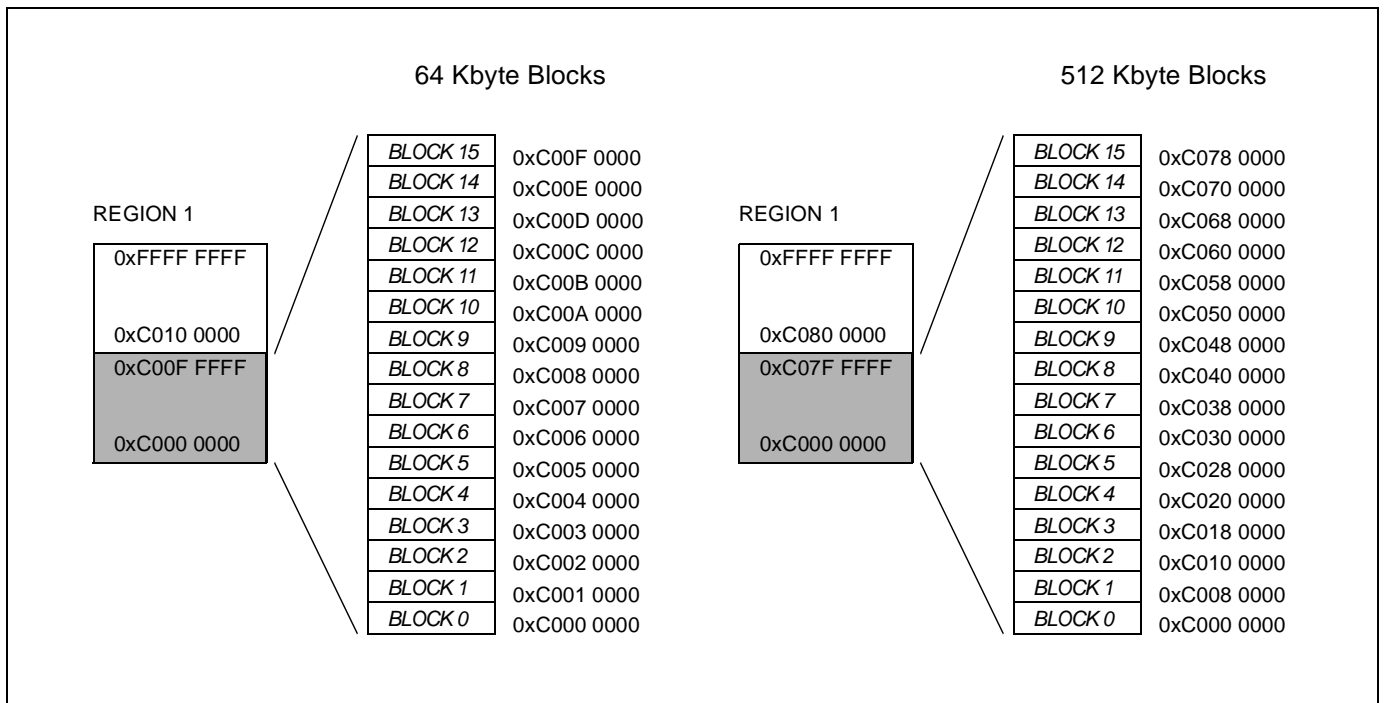 64 Kbyte Blocks
REGION 1
0xFFFF FFFF
0xC010 0000
0xC00F FFFF
0xC000 0000
BLOCK 15 0xC00F 0000
BLOCK 14 0xC00E 0000
BLOCK 13 0xC00D 0000
BLOCK 12 0xC00C 0000
BLOCK 11 0xC00B 0000
BLOCK 10 0xC00A 0000
BLOCK 9 0xC009 0000
BLOCK 8 0xC008 0000
BLOCK 7 0xC007 0000
BLOCK 6 0xC006 0000
BLOCK 5 0xC005 0000
BLOCK 4 0xC004 0000
BLOCK 3 0xC003 0000
BLOCK 2 0xC002 0000
BLOCK 1 0xC001 0000
BLOCK 0 0xC000 0000
512 Kbyte Blocks
REGION 1
0xFFFF FFFF
0xC080 0000
0xC07F FFFF
0xC000 0000
BLOCK 15 0xC078 0000
BLOCK 14 0xC070 0000
BLOCK 13 0xC068 0000
BLOCK 12 0xC060 0000
BLOCK 11 0xC058 0000
BLOCK 10 0xC050 0000
BLOCK 9 0xC048 0000
BLOCK 8 0xC040 0000
BLOCK 7 0xC038 0000
BLOCK 6 0xC030 0000
BLOCK 5 0xC028 0000
BLOCK 4 0xC020 0000
BLOCK 3 0xC018 0000
BLOCK 2 0xC010 0000
BLOCK 1 0xC008 0000
BLOCK 0 0xC000 0000